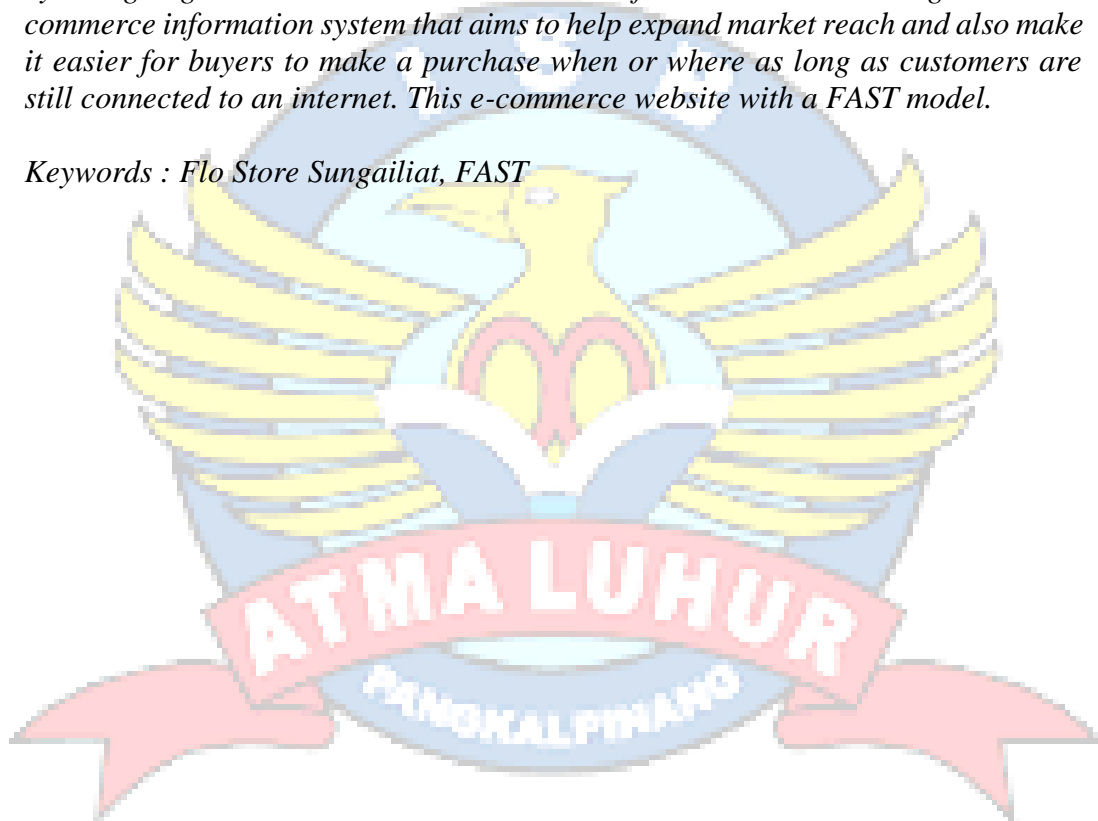 commerce information system that aims to help expand market reach and also make
it easier for buyers to make a purchase when or where as long as customers are
still connected to an internet. This e-commerce website with a FAST model.
Keywords : Flo Store Sungailiat, FAST
I S B
ATMA LUHUR
PANGKALPINANG